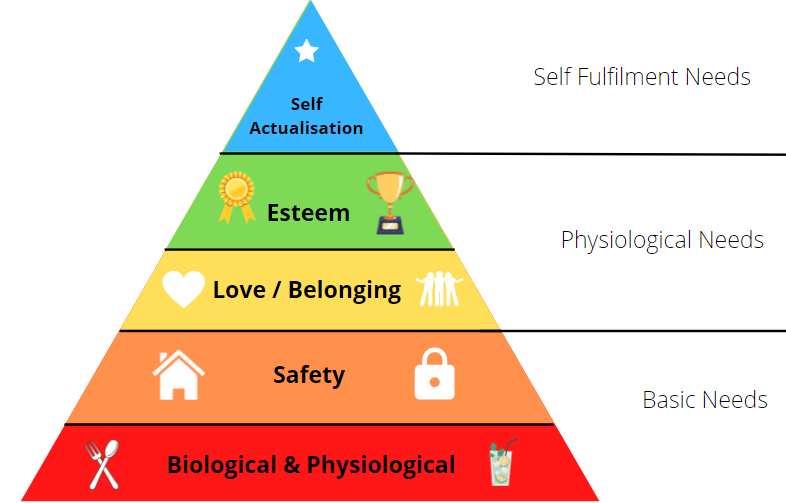 Self Fulfilment Needs
Self
Actualisation
Esteem
Physiological Needs
Love / Belonging
Safety
Basic Needs
Biological & Physiological